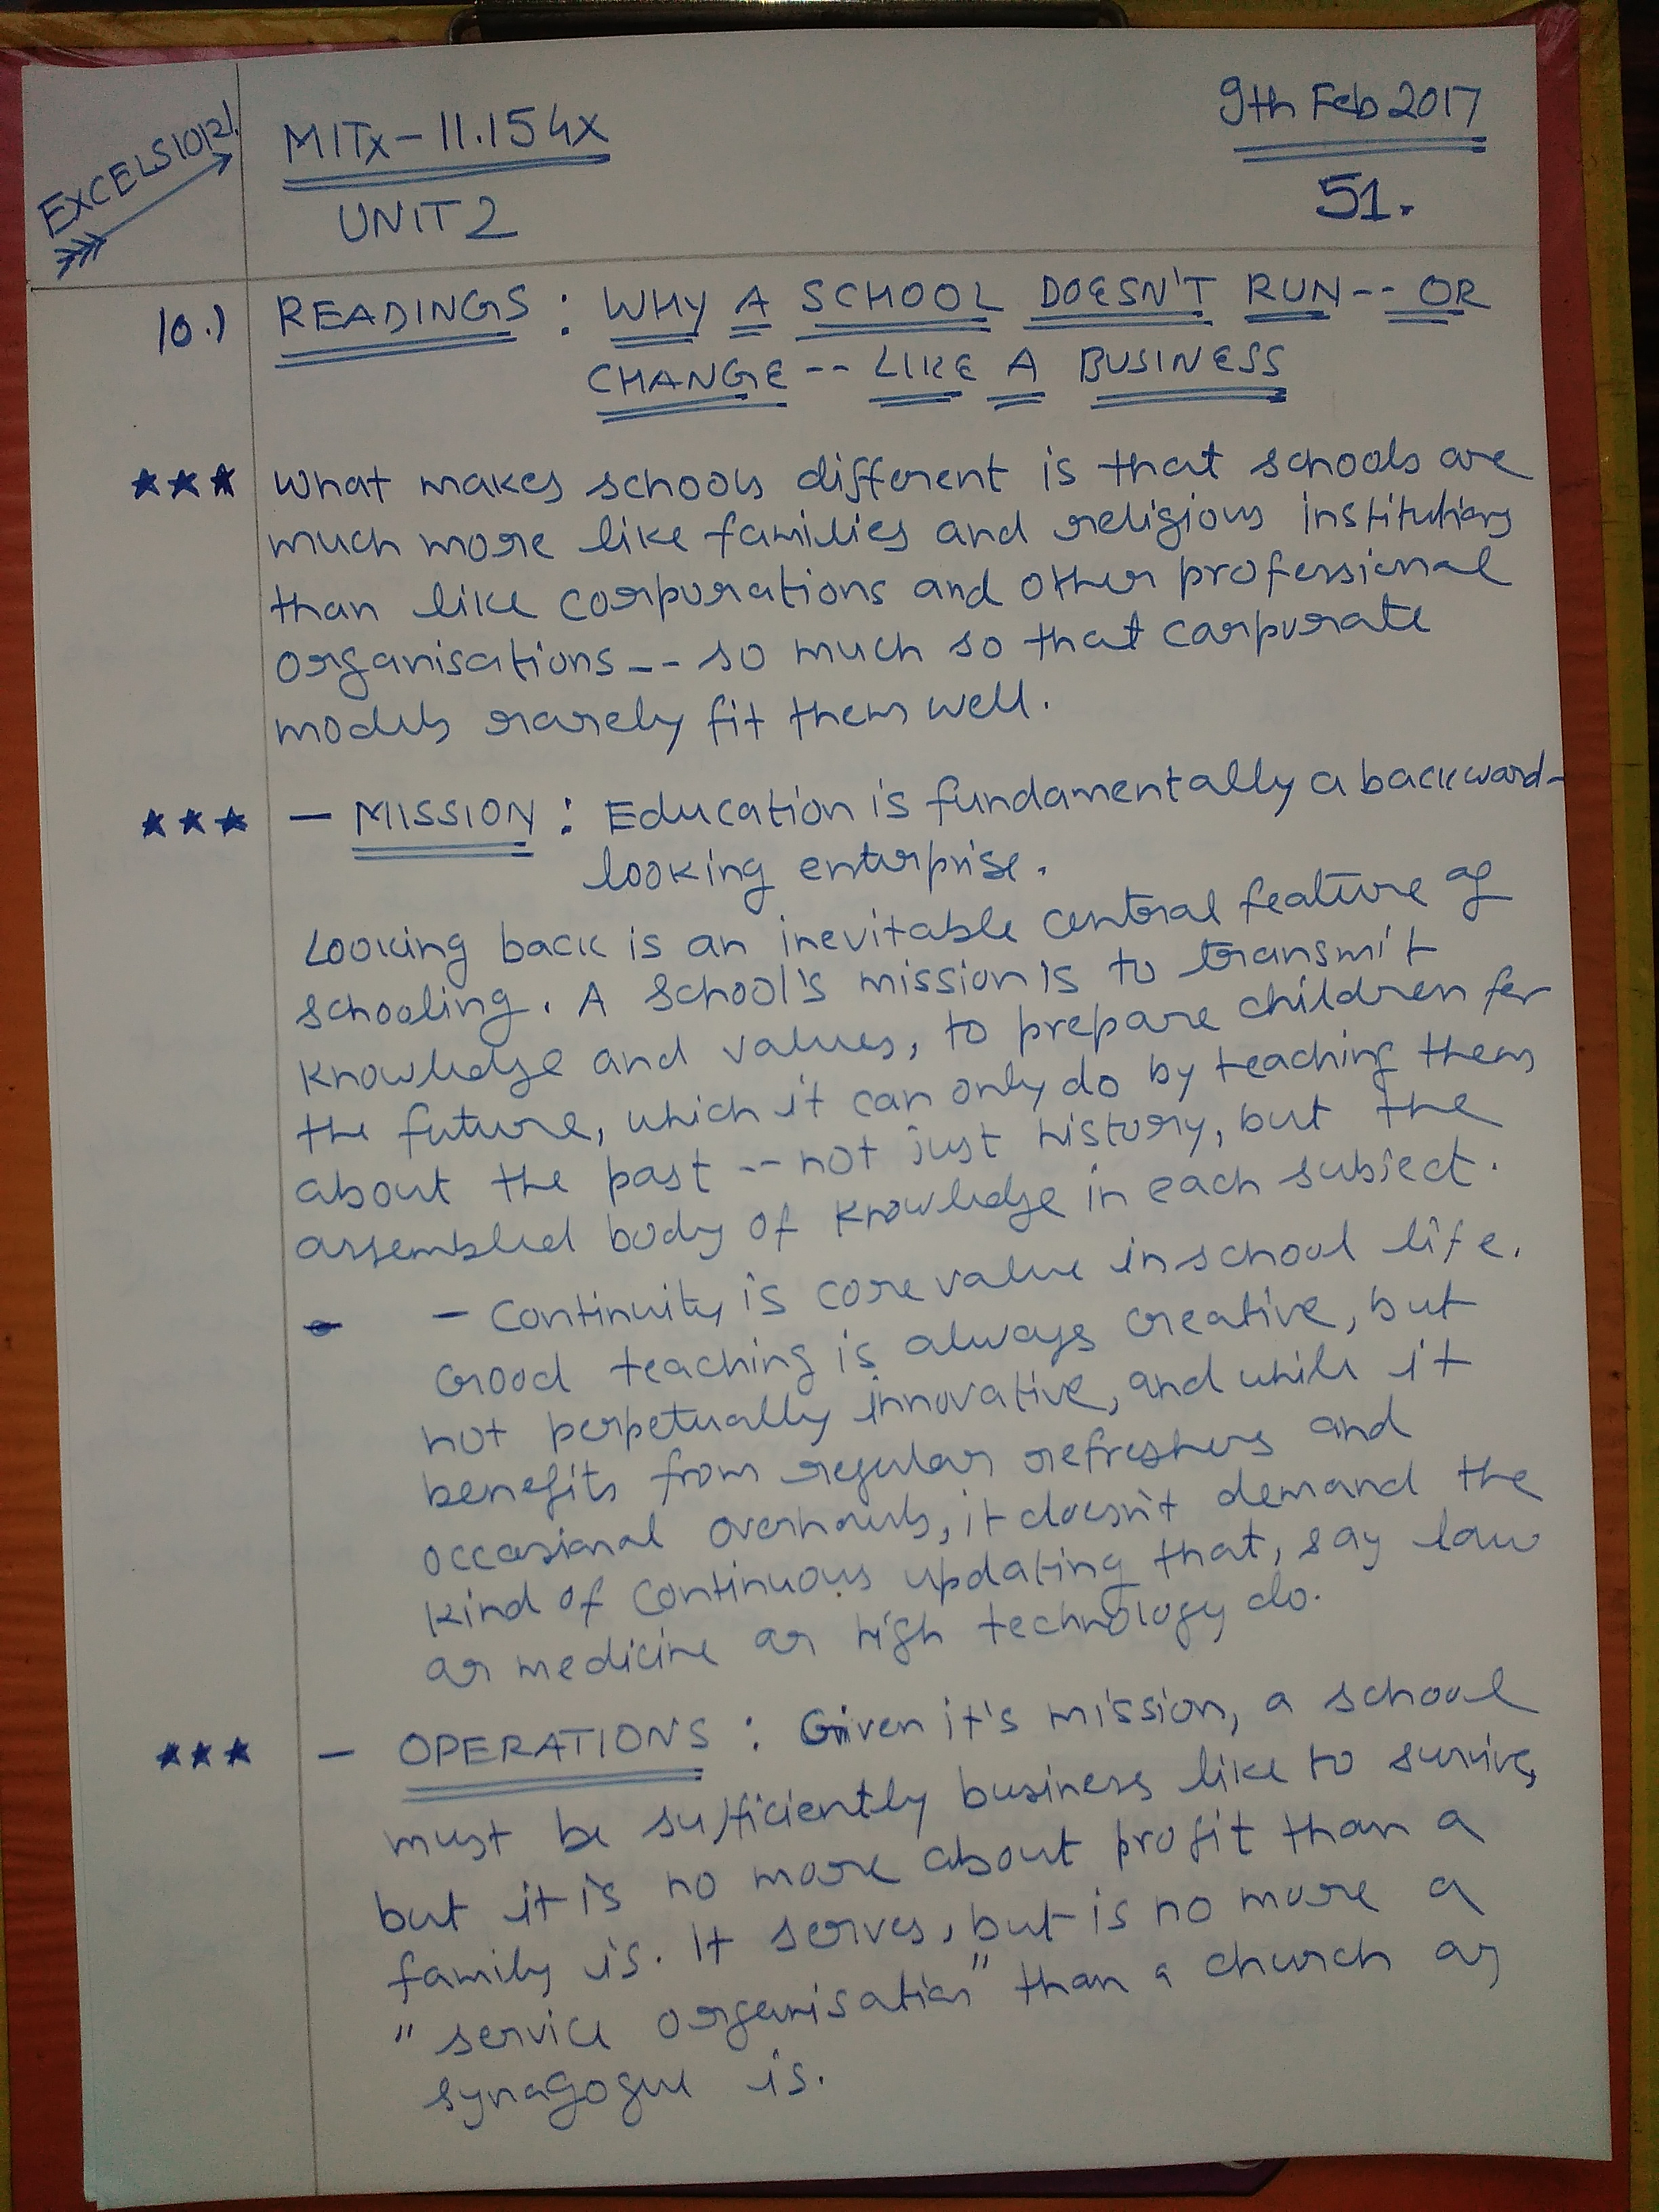 EXCELSIOR!
MITx-11.154x
UNIT 2
9th Feb 2017
51.
10.) READINGS : WHY A SCHOOL DOESN'T RUN-- OR
CHANGE -- LIKE A BUSINESS
*** What makes schools different is that schools are
much more like families and religious institutions
than like corporations and other professional
organisations -- so much so that corporate
models rarely fit them well.
*** — MISSION : Education is fundamentally a backward-
looking enterprise.
Looking back is an inevitable central feature of
schooling. A School's mission is to transmit
knowledge and values, to prepare children for
the future, which it can only do by teaching them
about the past -- not just history, but the
assembled body of knowledge in each subject.
– Continuity is core value in school life.
Good teaching is always creative, but
not perpetually innovative, and while it
benefits from regular refreshers and
occasional overhauls, it doesn't demand the
kind of continuous updating that, say law
or medicine or high technology do.
*** — OPERATIONS : Given it's mission, a school
must be sufficiently business like to survive,
but it is no more about profit than a
family is. It serves, but is no more a
"service organisation" than a church or
synagogue is.